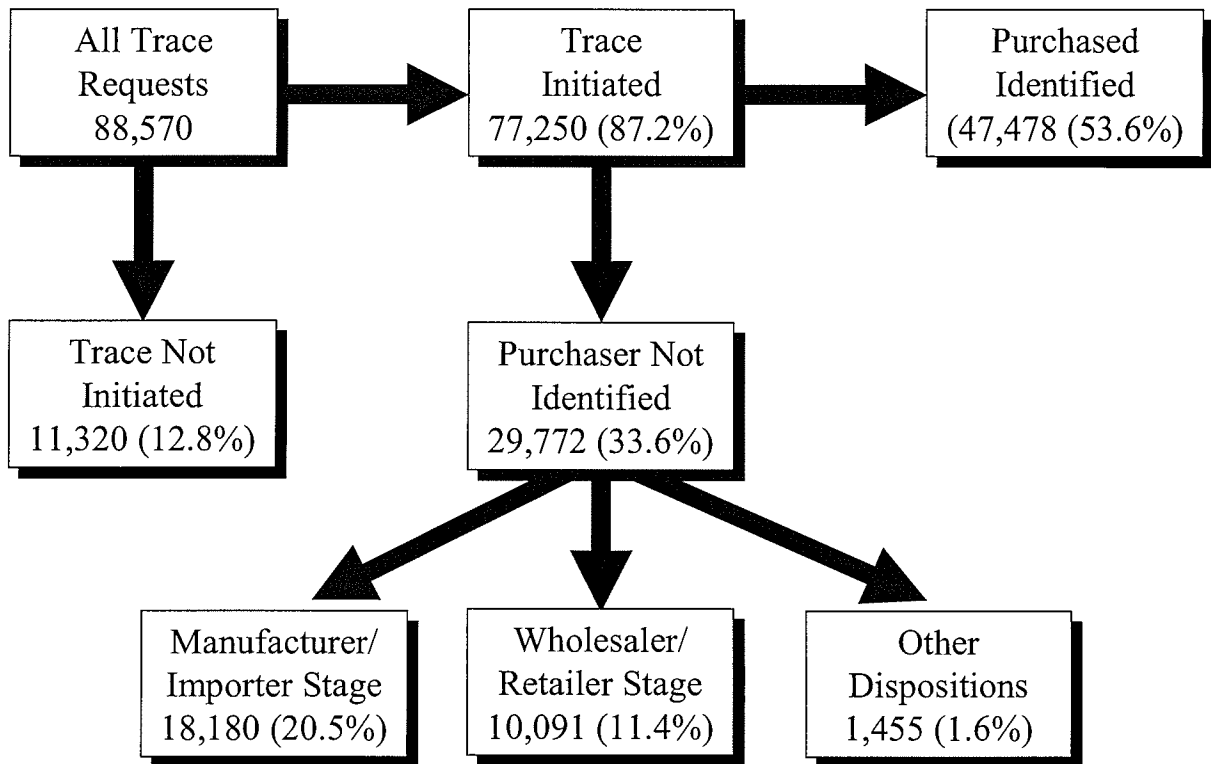 All Trace
Requests
88,570
Trace
Initiated
77,250 (87.2%)
Purchased
Identified
(47,478 (53.6%)
Trace Not
Initiated
11,320 (12.8%)
Purchaser Not
Identified
29,772 (33.6%)
Manufacturer/
Importer Stage
18,180 (20.5%)
Wholesaler/
Retailer Stage
10,091 (11.4%)
Other
Dispositions
1,455 (1.6%)